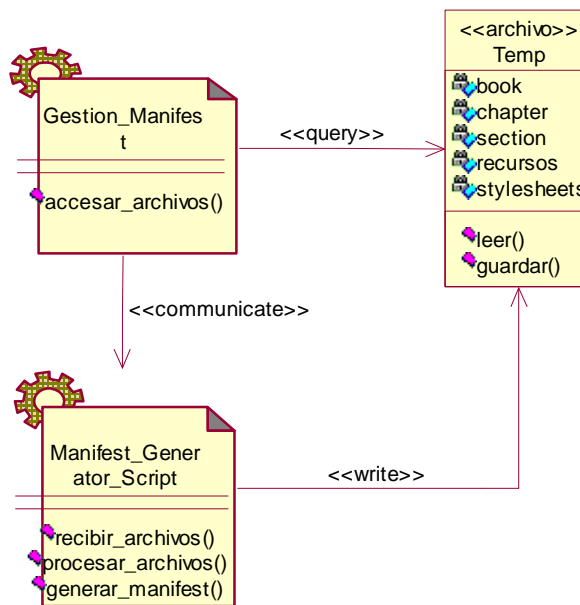 <<archivo>>
Temp
book
chapter
section
recursos
stylesheets
leer()
guardar()
Gestion_Manifes
t
accesar_archivos()
<<query>>
<<communicate>>
Manifest_Gener
ator_Script
recibir_archivos()
procesar_archivos()
generar_manifest()
<<write>>